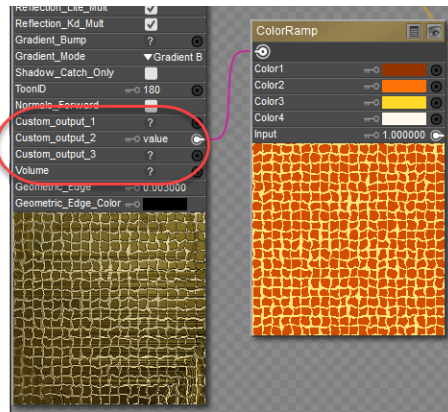 Reflection_Lite_Mult
Reflection_Kd_Mult
Gradient_Bump ?
Gradient_Mode Gradient B
Shadow_Catch_Only
ToonID 180
Normals_Forward
Custom_output_1 ?
Custom_output_2 value
Custom_output_3 ?
Volume ?
Geometric_Edge 0.003000
Geometric_Edge_Color
ColorRamp
Color1
Color2
Color3
Color4
Input 1.000000